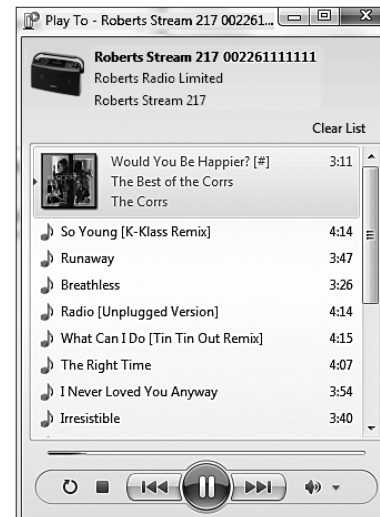 Play To - Roberts Stream 217 002261...
Roberts Stream 217 002261111111
Roberts Radio Limited
Roberts Stream 217
Clear List
Would You Be Happier? [#] 3:11
The Best of the Corrs
The Corrs
So Young [K-Klass Remix] 4:14
Runaway 3:47
Breathless 3:26
Radio [Unplugged Version] 4:14
What Can I Do [Tin Tin Out Remix] 4:15
The Right Time 4:07
I Never Loved You Anyway 3:54
Irresistible 3:40